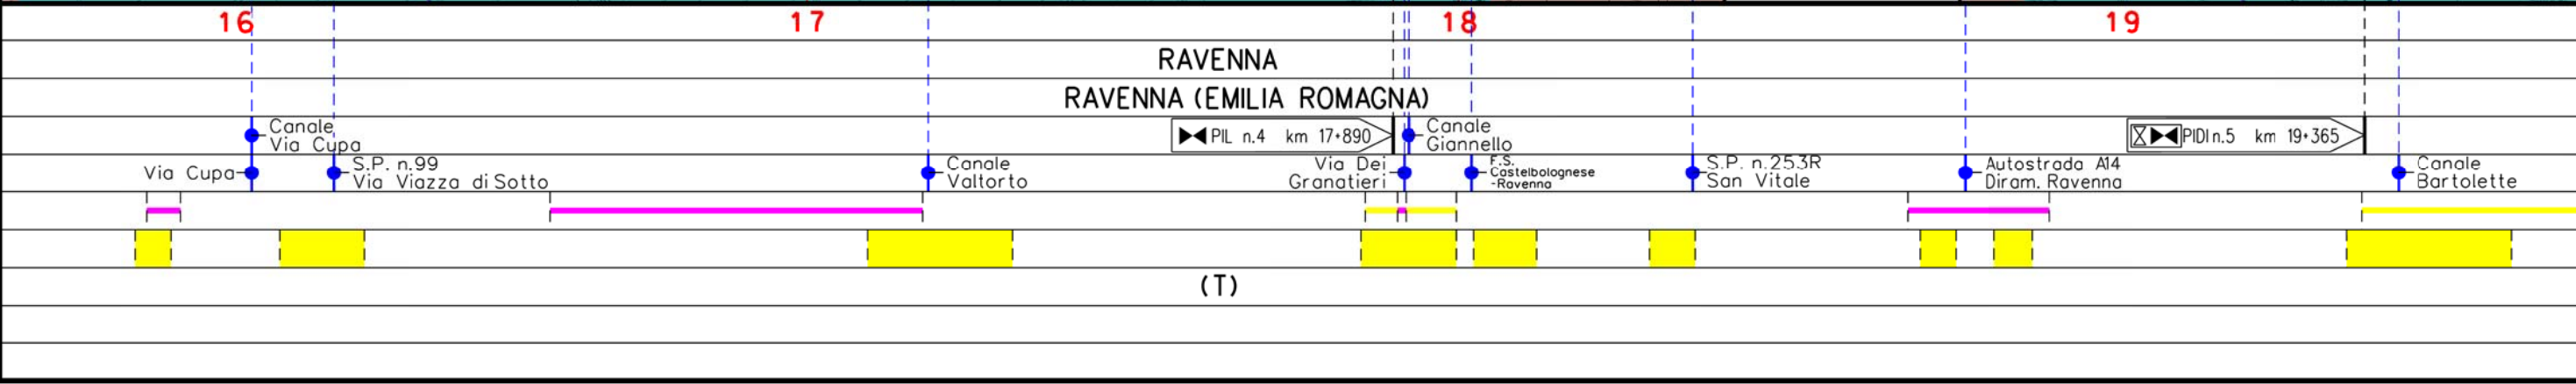 16 17 18 19
RAVENNA
RAVENNA (EMILIA ROMAGNA)
Canale
Via Cupa
PIL n.4 km 17+890
Canale
Giannello
PIDI n.5 km 19+365
Via Cupa
S.P. n.99
Via Viazza di Sotto
Canale
Valtorto
Via Dei
Granatieri
F.S.
Castelbolognese
-Ravenna
S.P. n.253R
San Vitale
Autostrada A14
Diram. Ravenna
Canale
Bartolette
(T)